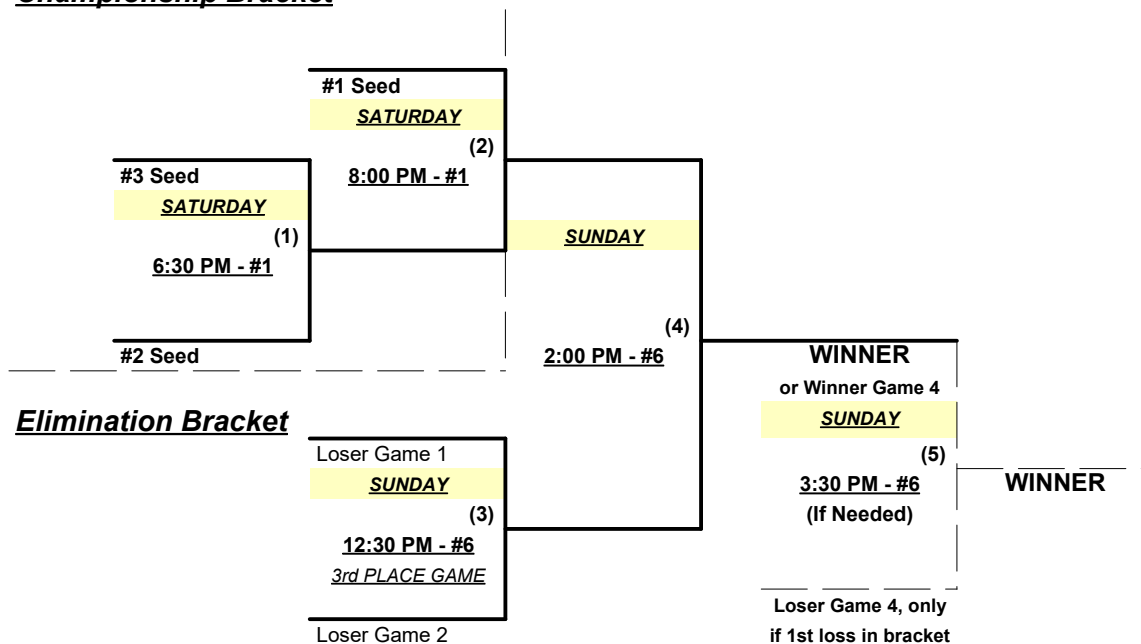 Championship Bracket
#1 Seed
SATURDAY
(2)
8:00 PM - #1
#3 Seed
SATURDAY
(1)
6:30 PM - #1
#2 Seed
SUNDAY
(4)
2:00 PM - #6
WINNER
or Winner Game 4
SUNDAY
(5)
3:30 PM - #6
(If Needed)
WINNER
Loser Game 4, only
if 1st loss in bracket
Elimination Bracket
Loser Game 1
SUNDAY
(3)
12:30 PM - #6
3rd PLACE GAME
Loser Game 2